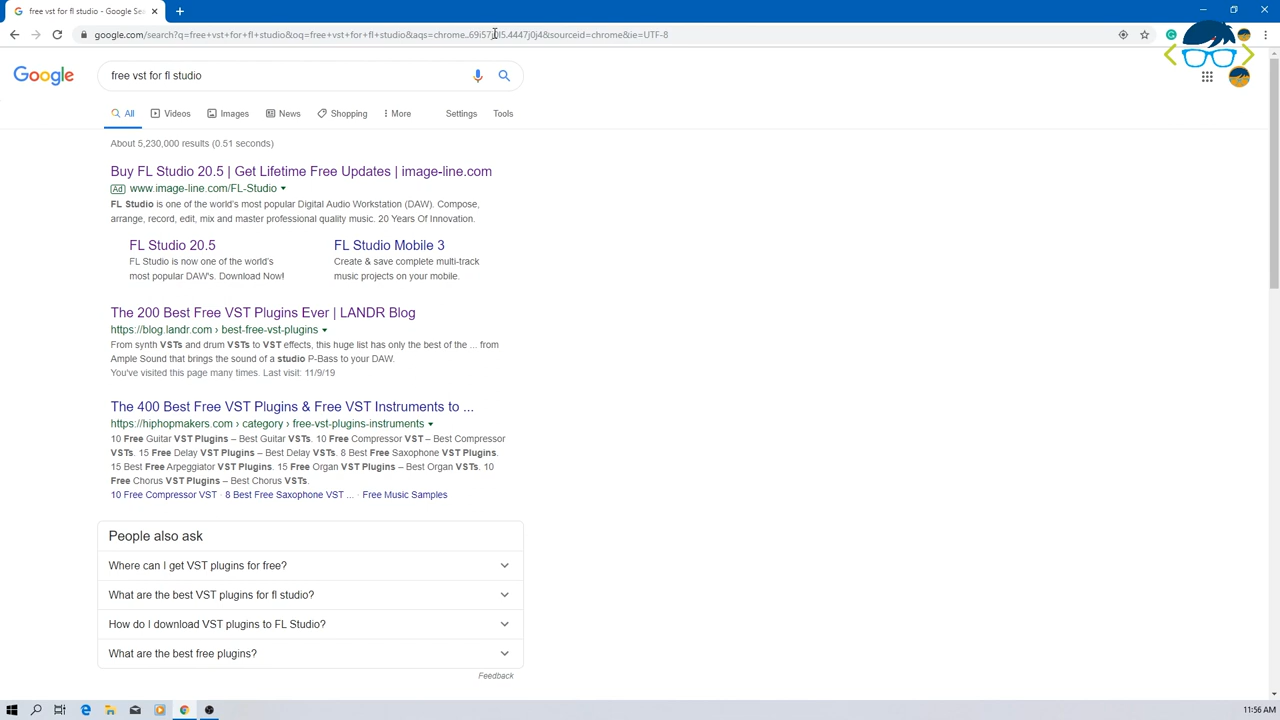 free vst for fl studio - Google Sea
google.com/search?q=free+vst+for+fl+studio&oq=free+vst+for+fl+studio&aqs=chrome..69i57j0l5.4447j0j4&sourceid=chrome&ie=UTF-8
Google
free vst for fl studio
All Videos Images News Shopping More Settings Tools
About 5,230,000 results (0.51 seconds)
Buy FL Studio 20.5 | Get Lifetime Free Updates | image-line.com
Ad www.image-line.com/FL-Studio
FL Studio is one of the world's most popular Digital Audio Workstation (DAW). Compose,
arrange, record, edit, mix and master professional quality music. 20 Years Of Innovation.
FL Studio 20.5
FL Studio is now one of the world's
most popular DAW's. Download Now!
FL Studio Mobile 3
Create & save complete multi-track
music projects on your mobile.
The 200 Best Free VST Plugins Ever | LANDR Blog
https://blog.landr.com › best-free-vst-plugins
From synth VSTs and drum VSTs to VST effects, this huge list has only the best of the ... from
Ample Sound that brings the sound of a studio P-Bass to your DAW.
You've visited this page many times. Last visit: 11/9/19
The 400 Best Free VST Plugins & Free VST Instruments to ...
https://hiphopmakers.com › category › free-vst-plugins-instruments
10 Free Guitar VST Plugins – Best Guitar VSTs. 10 Free Compressor VST – Best Compressor
VSTs. 15 Free Delay VST Plugins – Best Delay VSTs. 8 Best Free Saxophone VST Plugins.
15 Best Free Arpeggiator VST Plugins. 15 Free Organ VST Plugins – Best Organ VSTs. 10
Free Chorus VST Plugins – Best Chorus VSTs.
10 Free Compressor VST · 8 Best Free Saxophone VST ... · Free Music Samples
People also ask
Where can I get VST plugins for free?
What are the best VST plugins for fl studio?
How do I download VST plugins to FL Studio?
What are the best free plugins?
Feedback
11:56 AM